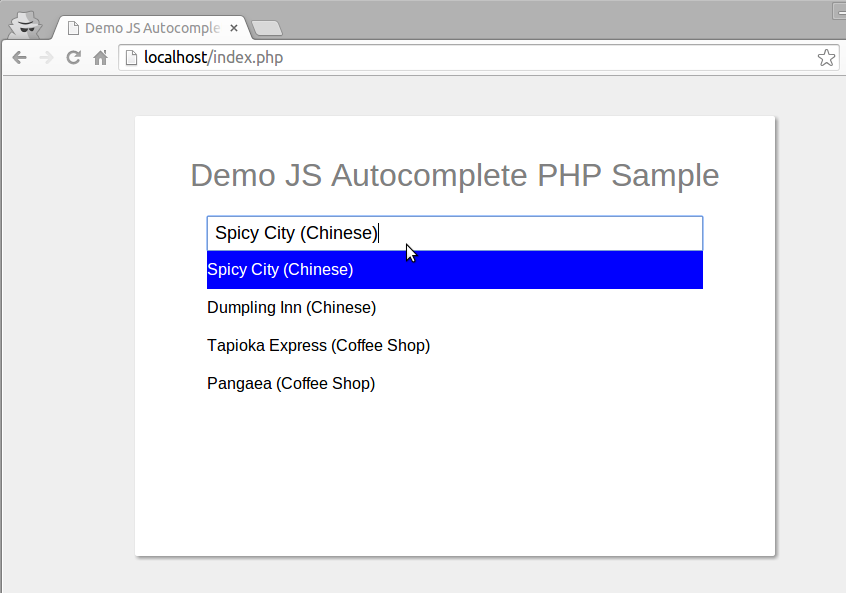 Demo JS Autocomple
localhost/index.php
Demo JS Autocomplete PHP Sample
Spicy City (Chinese)
Spicy City (Chinese)
Dumpling Inn (Chinese)
Tapioka Express (Coffee Shop)
Pangaea (Coffee Shop)